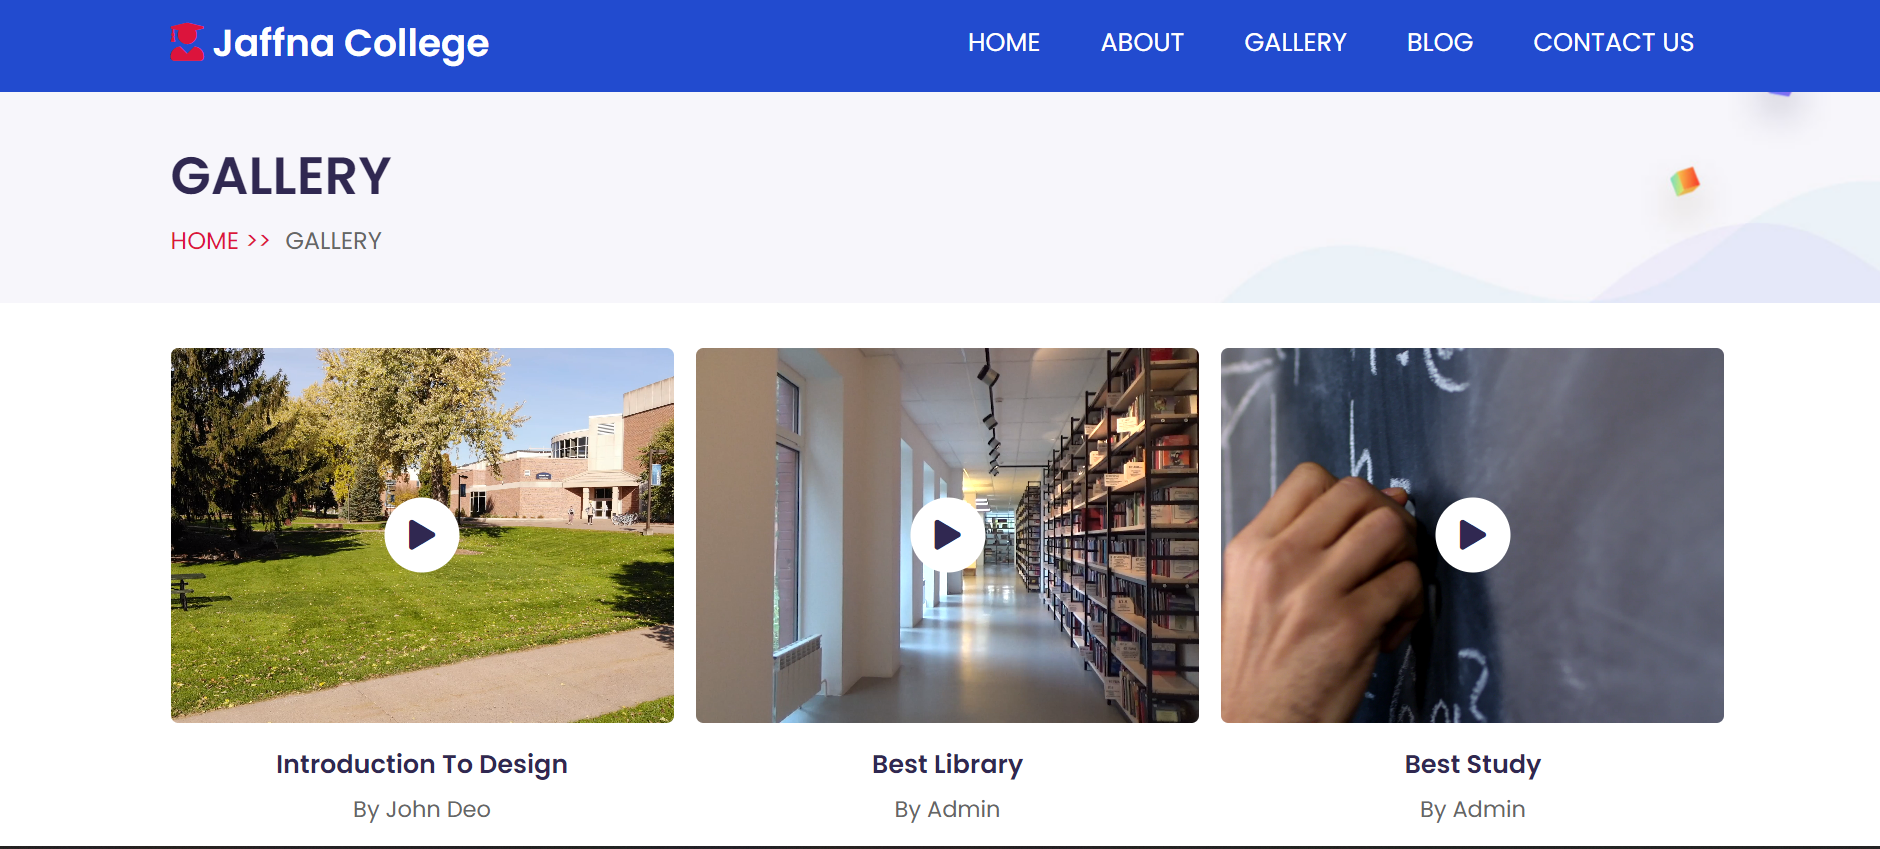 Jaffna College
HOME ABOUT GALLERY BLOG CONTACT US
GALLERY
HOME >> GALLERY
Introduction To Design
By John Deo
Best Library
By Admin
Best Study
By Admin